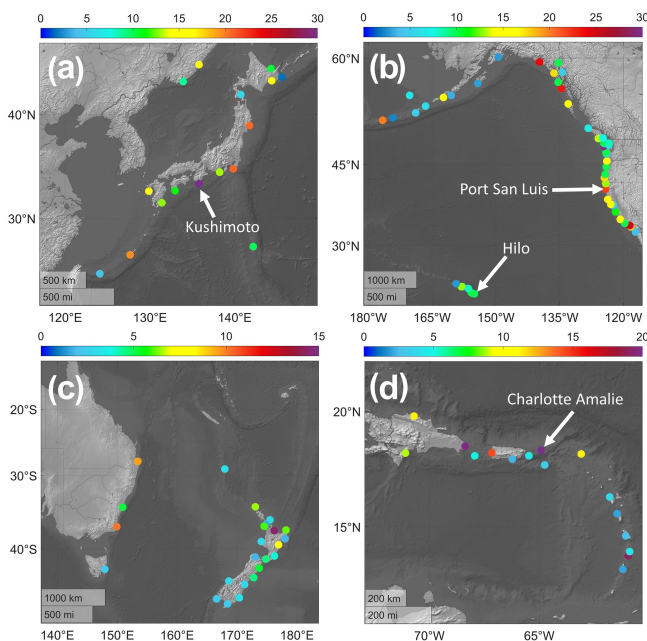 0 5 10 15 20 25 30
(a)
40°N
30°N
Kushimoto
500 km
500 mi
120°E 130°E 140°E
0 5 10 15 20 25 30
(b)
60°N
45°N
30°N
Port San Luis
Hilo
1000 km
500 mi
180°W 165°W 150°W 135°W 120°W
0 5 10 15
(c)
20°S
30°S
40°S
1000 km
500 mi
140°E 150°E 160°E 170°E 180°E
0 5 10 15 20
(d)
Charlotte Amalie
20°N
15°N
200 km
200 mi
70°W 65°W